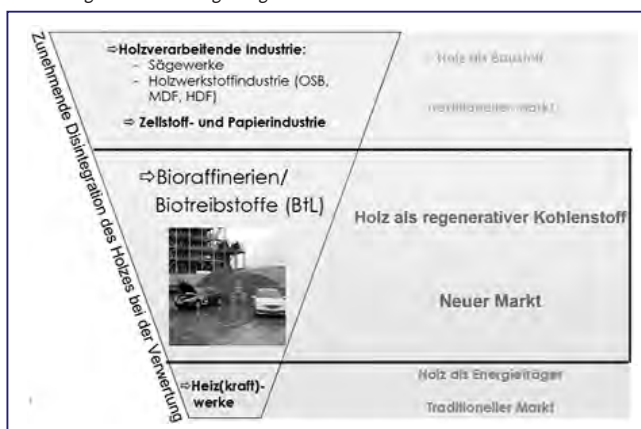 Zunehmende Disintegration des Holzes bei der Verwertung
⇨Holzverarbeitende Industrie:
- Sägewerke
- Holzwerkstoffindustrie (OSB,
MDF, HDF)
⇨ Zellstoff- und Papierindustrie
Holz als Baustoff
Traditioneller Markt
⇨Bioraffinerien/
Biotreibstoffe (BtL)
Holz als regenerativer Kohlenstoff
Neuer Markt
⇨Heiz(kraft)-
werke
Holz als Energieträger
Traditioneller Markt